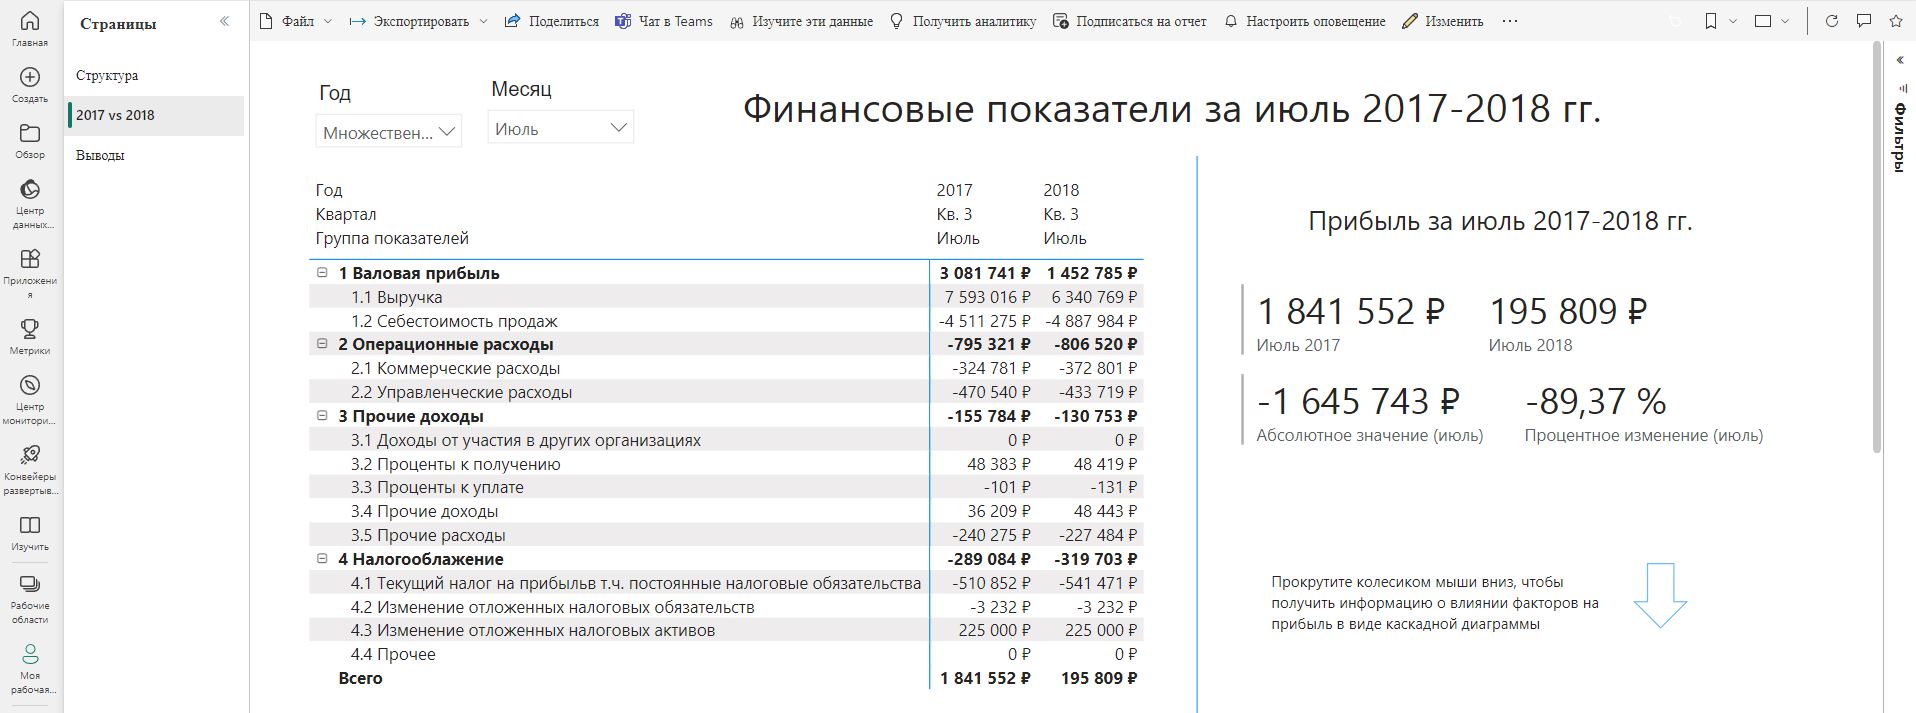 Главная
Создать
Обзор
Центр
данных...
Приложени
я
Метрики
Центр
монитори...
Конвейеры
развертыв...
Изучить
Рабочие
области
Моя
рабочая...
Страницы
Структура
2017 vs 2018
Выводы
Файл Экспортировать Поделиться Чат в Teams Изучите эти данные Получить аналитику Подписаться на отчет Настроить оповещение Изменить ...
Год Месяц
Множествен... Июль
Финансовые показатели за июль 2017-2018 гг.
Год 2017 2018
Квартал Кв. 3 Кв. 3
Группа показателей Июль Июль
1 Валовая прибыль 3 081 741 ₽ 1 452 785 ₽
1.1 Выручка 7 593 016 ₽ 6 340 769 ₽
1.2 Себестоимость продаж -4 511 275 ₽ -4 887 984 ₽
2 Операционные расходы -795 321 ₽ -806 520 ₽
2.1 Коммерческие расходы -324 781 ₽ -372 801 ₽
2.2 Управленческие расходы -470 540 ₽ -433 719 ₽
3 Прочие доходы -155 784 ₽ -130 753 ₽
3.1 Доходы от участия в других организациях 0 ₽ 0 ₽
3.2 Проценты к получению 48 383 ₽ 48 419 ₽
3.3 Проценты к уплате -101 ₽ -131 ₽
3.4 Прочие доходы 36 209 ₽ 48 443 ₽
3.5 Прочие расходы -240 275 ₽ -227 484 ₽
4 Налогооблажение -289 084 ₽ -319 703 ₽
4.1 Текущий налог на прибыльв т.ч. постоянные налоговые обязательства -510 852 ₽ -541 471 ₽
4.2 Изменение отложенных налоговых обязательств -3 232 ₽ -3 232 ₽
4.3 Изменение отложенных налоговых активов 225 000 ₽ 225 000 ₽
4.4 Прочее 0 ₽ 0 ₽
Всего 1 841 552 ₽ 195 809 ₽
Прибыль за июль 2017-2018 гг.
1 841 552 ₽ 195 809 ₽
Июль 2017 Июль 2018
-1 645 743 ₽ -89,37 %
Абсолютное значение (июль) Процентное изменение (июль)
Прокрутите колесиком мыши вниз, чтобы
получить информацию о влиянии факторов на
прибыль в виде каскадной диаграммы
Фильтры